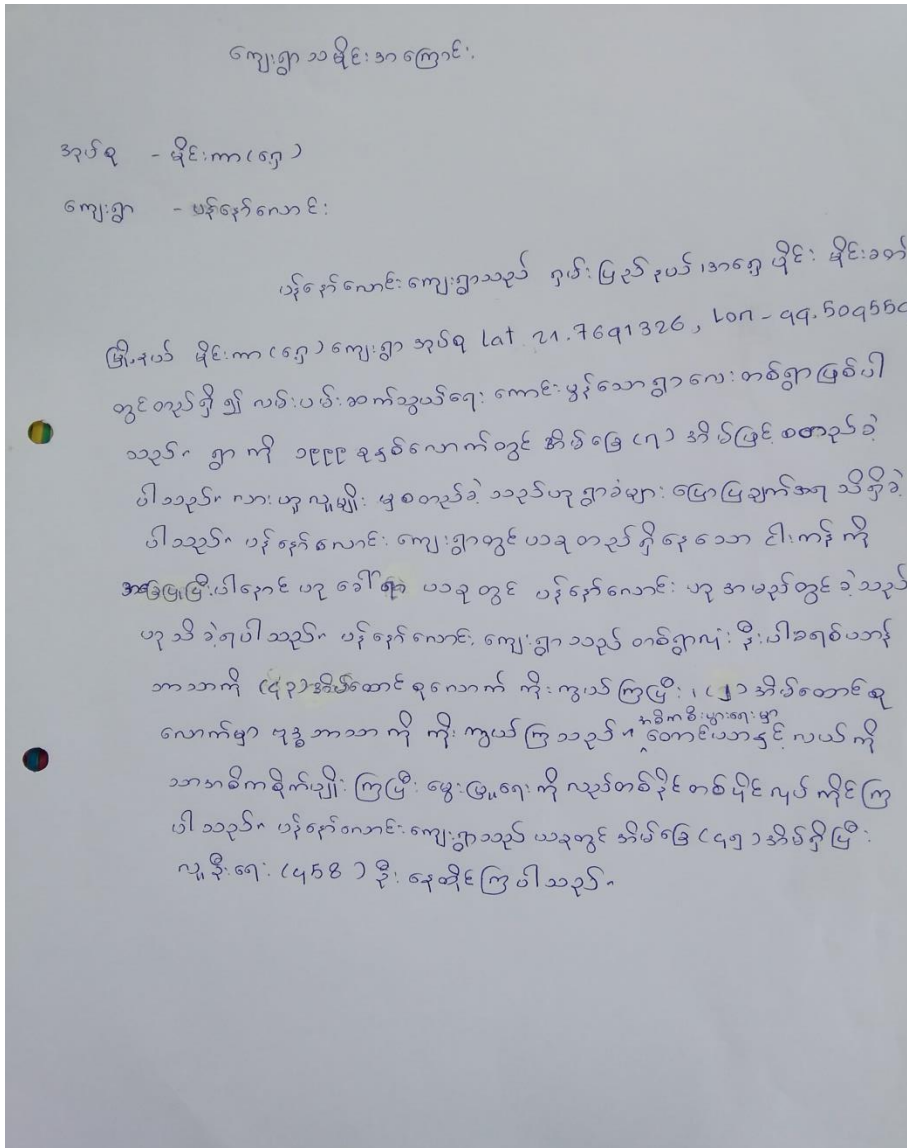 ကျေးရွာသမိုင်းအကြောင်း
အုပ်စု - မိုင်းကာ(ရှေ့)
ကျေးရွာ - ပန်နော်လောင်း
ပန်နော်လောင်းကျေးရွာသည် ရှမ်းပြည်နယ်၊အရှေ့ပိုင်း မိုင်းခတ်
မြို့နယ် မိုင်းကာ(ရှေ့)ကျေးရွာအုပ်စု Lat 21.7691326, Lon - 99.509550
တွင်တည်ရှိ၍ လမ်းပမ်းဆက်သွယ်ရေး ကောင်းမွန်သောရွာလေးတစ်ရွာဖြစ်ပါ
သည်။ ရွာကို ၁၉၉၉ ခုနှစ်လောက်တွင် အိမ်ခြေ(၇)အိမ်ဖြင့် စတည်ခဲ့
ပါသည်။ လားဟူလူမျိုး မှစတည်ခဲ့သည်ဟုရွာခံများ ပြောပြချက်အရ သိရှိခဲ့
ပါသည်။ ပန်နော်လောင်း ကျေးရွာတွင်ယခုတည်ရှိနေသော ငါးကန်ကို
အခြေပြုပြီးပါနောင် ဟုခေါ်ရာ ယခုတွင် ပန်နော်လောင်း ဟုအမည်တွင်ခဲ့သည်
ဟုသိခဲ့ရပါသည်။ ပန်နော်လောင်းကျေးရွာသည် တစ်ရွာလုံးနီးပါးခရစ်ယာန်
ဘာသာကို (၄၃)အိမ်ထောင်စုလောက် ကိုးကွယ်ကြပြီး၊(၂)အိမ်ထောင်စု
လောက်မှာ ဗုဒ္ဓဘာသာကို ကိုးကွယ်ကြသည်။ အဓိကစီးပွားရေးမှာ တောင်ယာနှင့်လယ်ကို
သာအဓိကစိုက်ပျိုးကြပြီး မွေးမြူရေးကိုလည်းတစ်နိုင်တစ်ပိုင်လုပ်ကိုင်ကြ
ပါသည်။ ပန်နော်လောင်းကျေးရွာသည် ယခုတွင် အိမ်ခြေ(၄၅)အိမ်ရှိပြီး
လူဦးရေ (458) ဦး နေထိုင်ကြပါသည်။